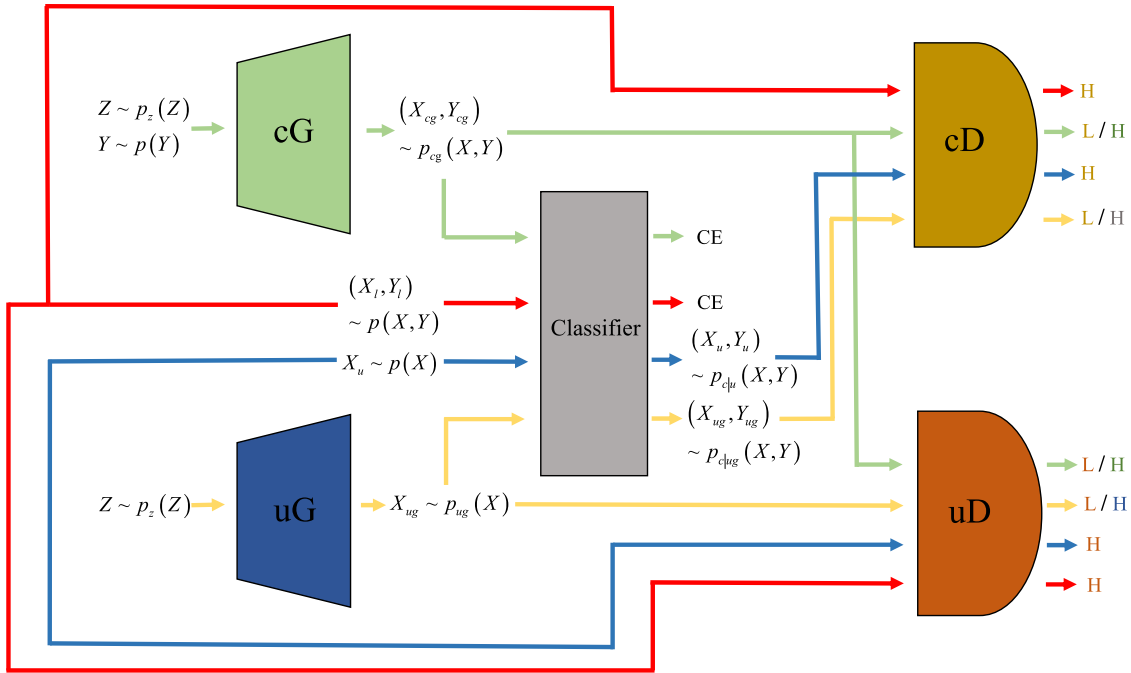 Z ~ p_z(Z)
Y ~ p(Y)
cG
(X_cg, Y_cg)
~ p_cg(X, Y)
cD
H
L / H
H
L / H
CE
(X_l, Y_l)
~ p(X, Y)
CE
Classifier
X_u ~ p(X)
(X_u, Y_u)
~ p_c|u(X, Y)
(X_ug, Y_ug)
~ p_c|ug(X, Y)
Z ~ p_z(Z)
uG
X_ug ~ p_ug(X)
uD
L / H
L / H
H
H